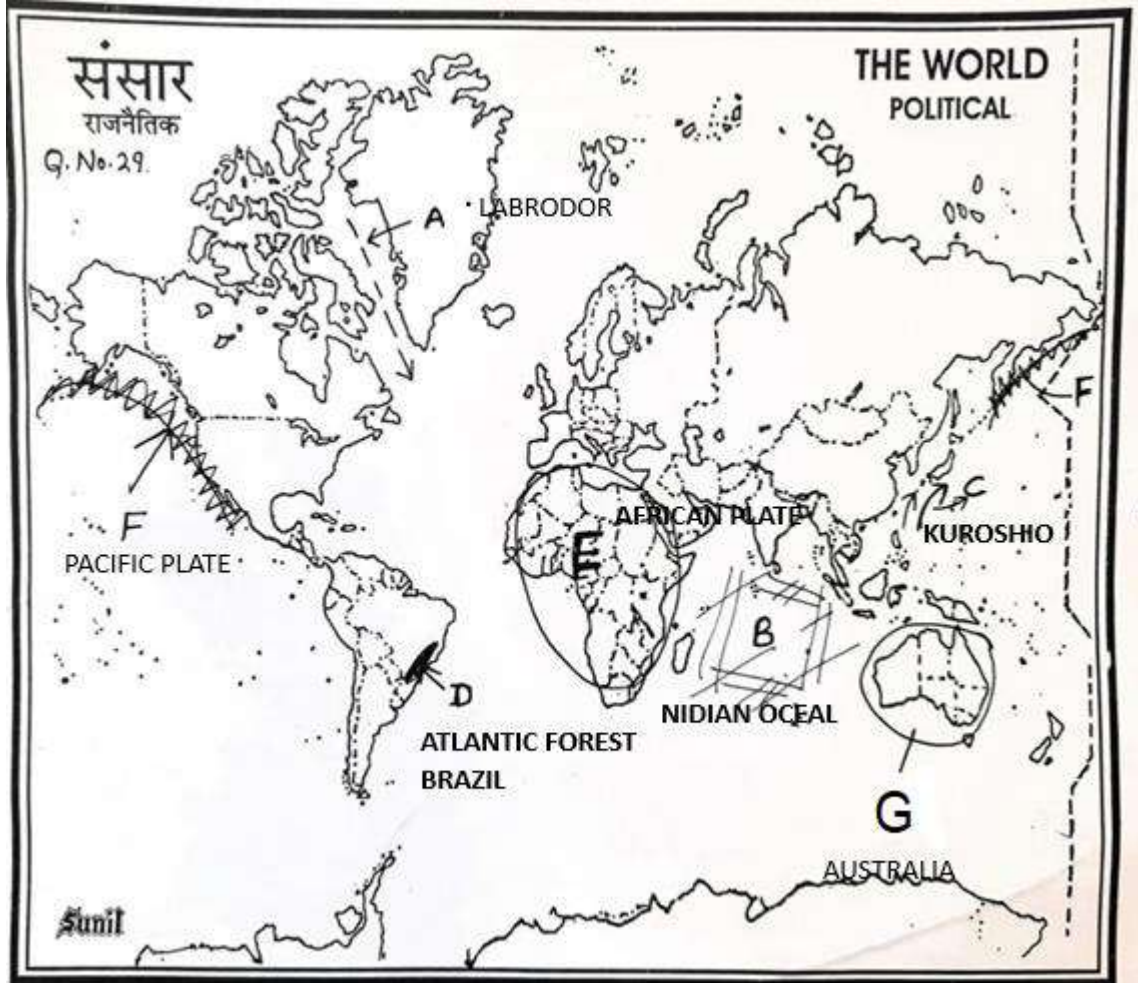 संसार
राजनैतिक
Q.No.29.
THE WORLD
POLITICAL
A
LABRODOR
F
F
PACIFIC PLATE
AFRICAN PLATE
E
C
KUROSHIO
B
D
NIDIAN OCEAL
ATLANTIC FOREST
BRAZIL
G
AUSTRALIA
Sunil